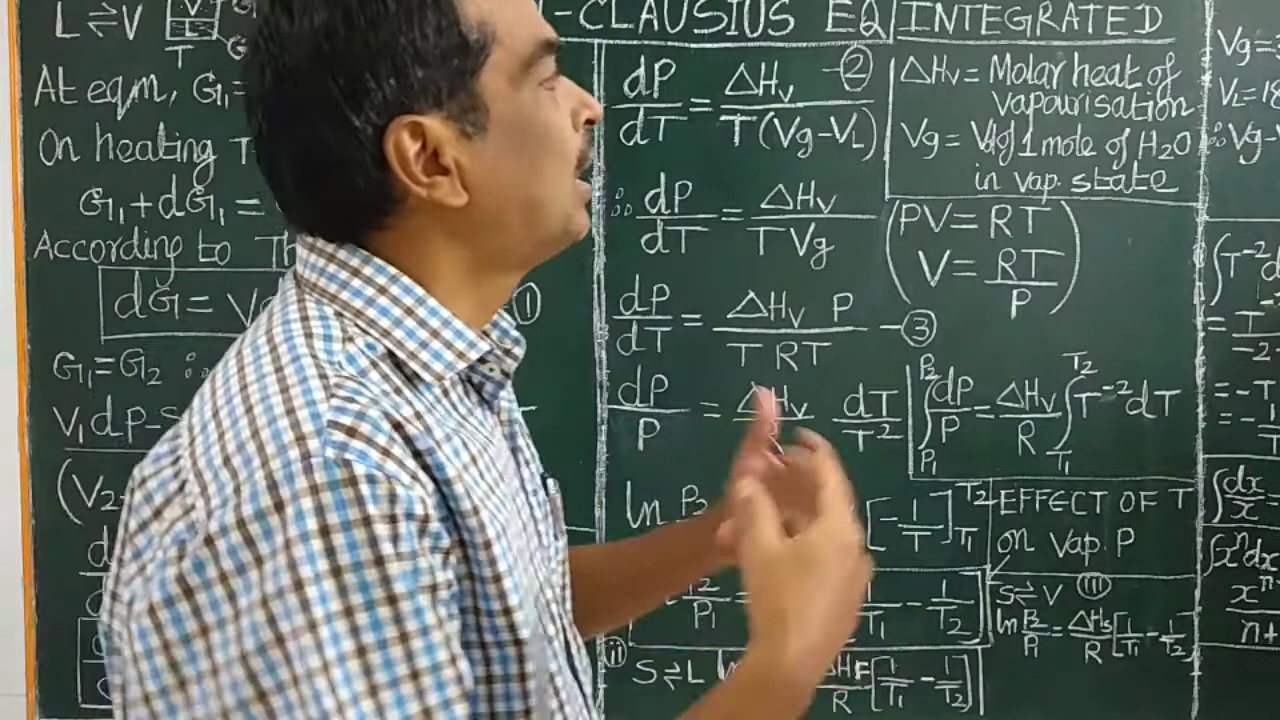 -CLAUSIUS EQ INTEGRATED
L ⇌ V
V
L
T
At eqm, G₁=
On heating T
G₁+dG₁=
According to Th
dG = V
①
G₁=G₂ ∴
V₁dP-S
(V₂
dP/dT = ΔHv/T(Vg-VL) -②
∴ dP/dT = ΔHv/T Vg
dP/dT = ΔHv P/T RT -③
dP/P = ΔHv dT/T²
ln P₂ [-1/T]T₁T₂
P₁= 1/T₁ - 1/T₂]
ⅱ S⇌L ΔHF/R [1/T₁ - 1/T₂]
ΔHv = Molar heat of
vapourisation
Vg = Vol of 1 mole of H₂O
in vap. state
(PV = RT
V = RT/P)
∫P₁P₂ dP/P = ΔHv/R ∫T₁T₂ T⁻² dT
EFFECT OF T
on Vap. P
S⇌V ⅲ
ln P₂/P₁ = ΔHs/R [1/T₁ - 1/T₂]
Vg=
VL=18
∴Vg-
∫T⁻²d
= T
-2-
= -T
= -1
∫dx/x =
∫xⁿdx
xⁿ
n+